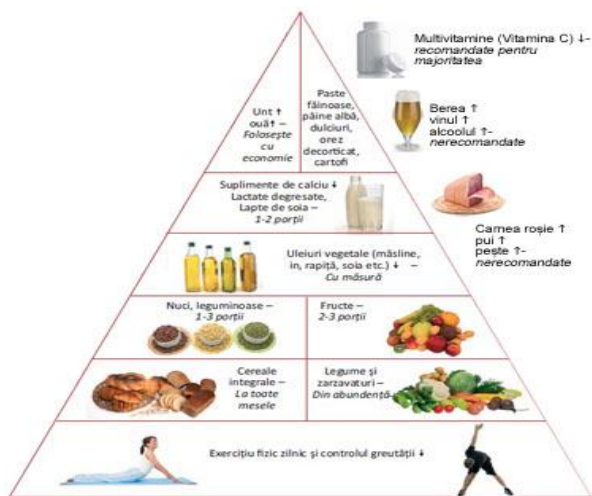 Multivitamine (Vitamina C) ↓-
recomandate pentru
majoritatea
Berea ↑
vinul ↑
alcoolul ↑-
nerecomandate
Carnea roșie ↑
pui ↑
pește ↑-
nerecomandate
Unt ↑
ouă↑ –
Folosește
cu
economie
Paste
făinoase,
pâine albă,
dulciuri,
orez
decorticat,
cartofi
Suplimente de calciu ↓
Lactate degresate,
Lapte de soia –
1-2 porții
Uleiuri vegetale (măsline,
in, rapiță, soia etc.) ↓ –
Cu măsură
Nuci, leguminoase –
1-3 porții
Fructe –
2-3 porții
Cereale
integrale –
La toate
mesele
Legume și
zarzavaturi –
Din abundență
Exercițiu fizic zilnic și controlul greutății ↓